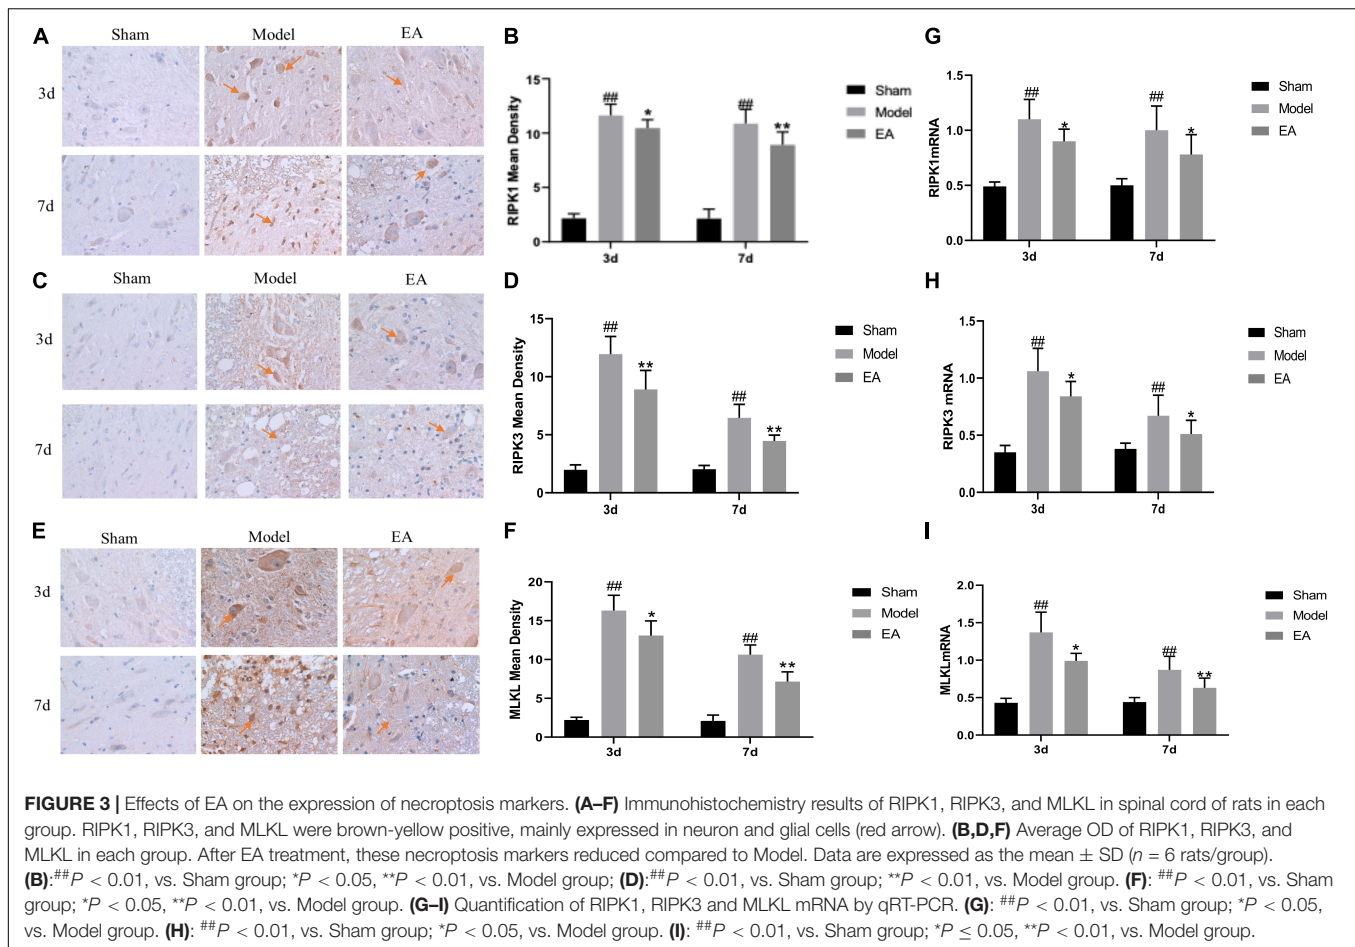 A
Sham
Model
EA
3d
7d
B
RIPK1 Mean Density
15
10
5
0
##
*
##
**
3d
7d
Sham
Model
EA
G
RIPK1mRNA
1.5
1.0
0.5
0.0
##
*
##
*
3d
7d
Sham
Model
EA
C
Sham
Model
EA
3d
7d
D
RIPK3 Mean Density
15
10
5
0
##
**
##
**
3d
7d
Sham
Model
EA
H
RIPK3 mRNA
1.5
1.0
0.5
0.0
##
*
##
*
3d
7d
Sham
Model
EA
E
Sham
Model
EA
3d
7d
F
MLKL Mean Density
20
15
10
5
0
##
*
##
**
3d
7d
Sham
Model
EA
I
MLKLmRNA
2.0
1.5
1.0
0.5
0.0
##
*
##
**
3d
7d
Sham
Model
EA
FIGURE 3 | Effects of EA on the expression of necroptosis markers. (A–F) Immunohistochemistry results of RIPK1, RIPK3, and MLKL in spinal cord of rats in each
group. RIPK1, RIPK3, and MLKL were brown-yellow positive, mainly expressed in neuron and glial cells (red arrow). (B,D,F) Average OD of RIPK1, RIPK3, and
MLKL in each group. After EA treatment, these necroptosis markers reduced compared to Model. Data are expressed as the mean ± SD (n = 6 rats/group).
(B):##P < 0.01, vs. Sham group; *P < 0.05, **P < 0.01, vs. Model group; (D):##P < 0.01, vs. Sham group; **P < 0.01, vs. Model group. (F): ##P < 0.01, vs. Sham
group; *P < 0.05, **P < 0.01, vs. Model group. (G–I) Quantification of RIPK1, RIPK3 and MLKL mRNA by qRT-PCR. (G): ##P < 0.01, vs. Sham group; *P < 0.05,
vs. Model group. (H): ##P < 0.01, vs. Sham group; *P < 0.05, vs. Model group. (I): ##P < 0.01, vs. Sham group; *P ≤ 0.05, **P < 0.01, vs. Model group.